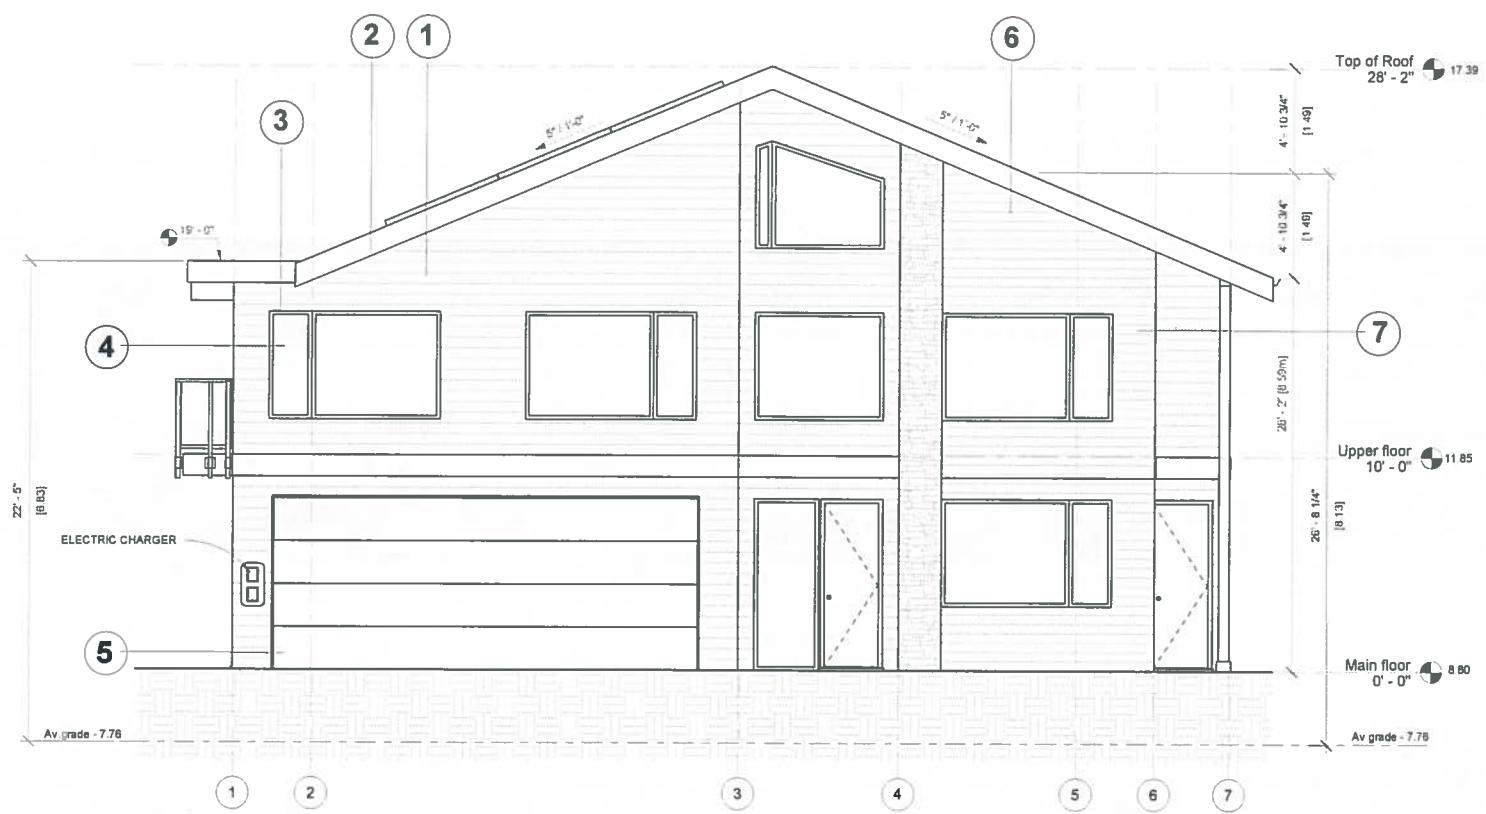 2
1
6
Top of Roof
28' - 2"
17.39
3
5" / 1'-0"
5" / 1'-0"
4' - 10 3/4"
[1.49]
19' - 0"
4' - 10 3/4"
[1.49]
4
7
26' - 2" [8.59m]
Upper floor
10' - 0"
11.85
22' - 5"
[6.83]
26' - 8 1/4"
[8.13]
ELECTRIC CHARGER
5
Main floor
0' - 0"
8.80
Av.grade - 7.76
Av grade - 7.76
1
2
3
4
5
6
7